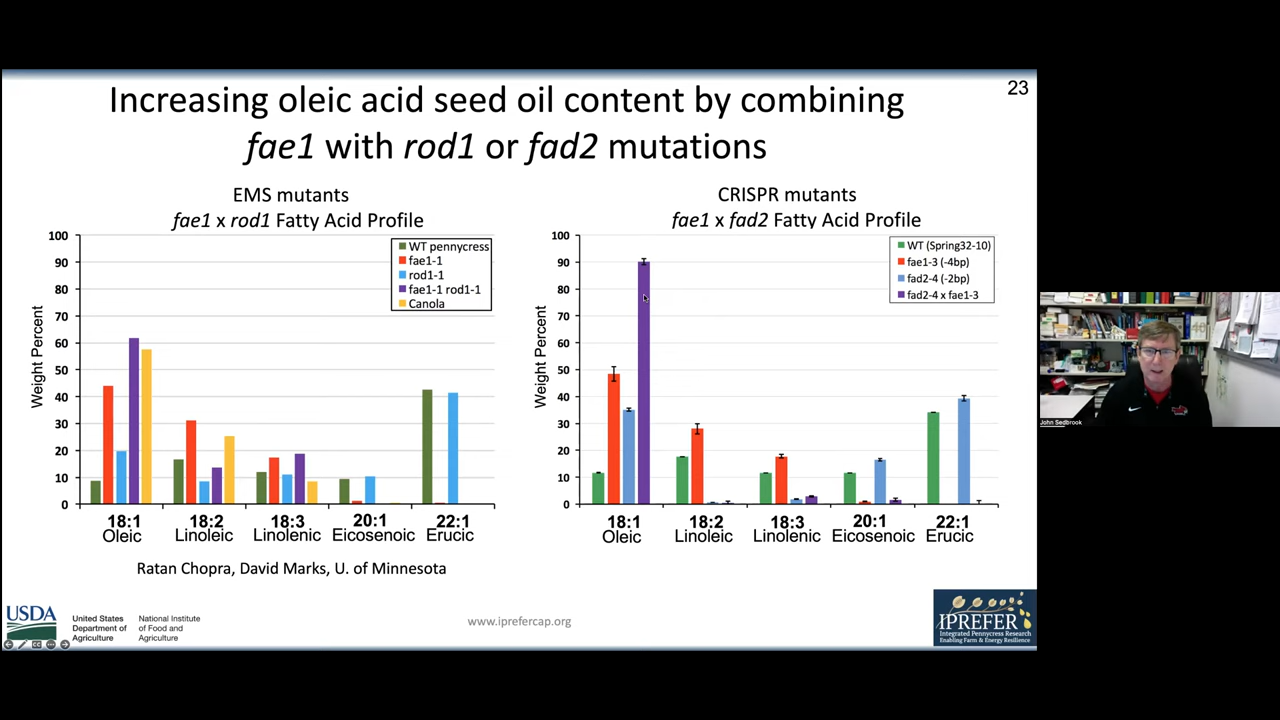 23
Increasing oleic acid seed oil content by combining
fae1 with rod1 or fad2 mutations
EMS mutants
fae1 x rod1 Fatty Acid Profile
Weight Percent
100
90
80
70
60
50
40
30
20
10
0
WT pennycress
fae1-1
rod1-1
fae1-1 rod1-1
Canola
18:1 18:2 18:3 20:1 22:1
Oleic Linoleic Linolenic Eicosenoic Erucic
Ratan Chopra, David Marks, U. of Minnesota
CRISPR mutants
fae1 x fad2 Fatty Acid Profile
Weight Percent
100
90
80
70
60
50
40
30
20
10
0
WT (Spring32-10)
fae1-3 (-4bp)
fad2-4 (-2bp)
fad2-4 x fae1-3
18:1 18:2 18:3 20:1 22:1
Oleic Linoleic Linolenic Eicosenoic Erucic
USDA
United States
Department of
Agriculture
National Institute
of Food and
Agriculture
www.iprefercap.org
IPREFER
Integrated Pennycress Research
Enabling Farm & Energy Resilience
John Sedbrook